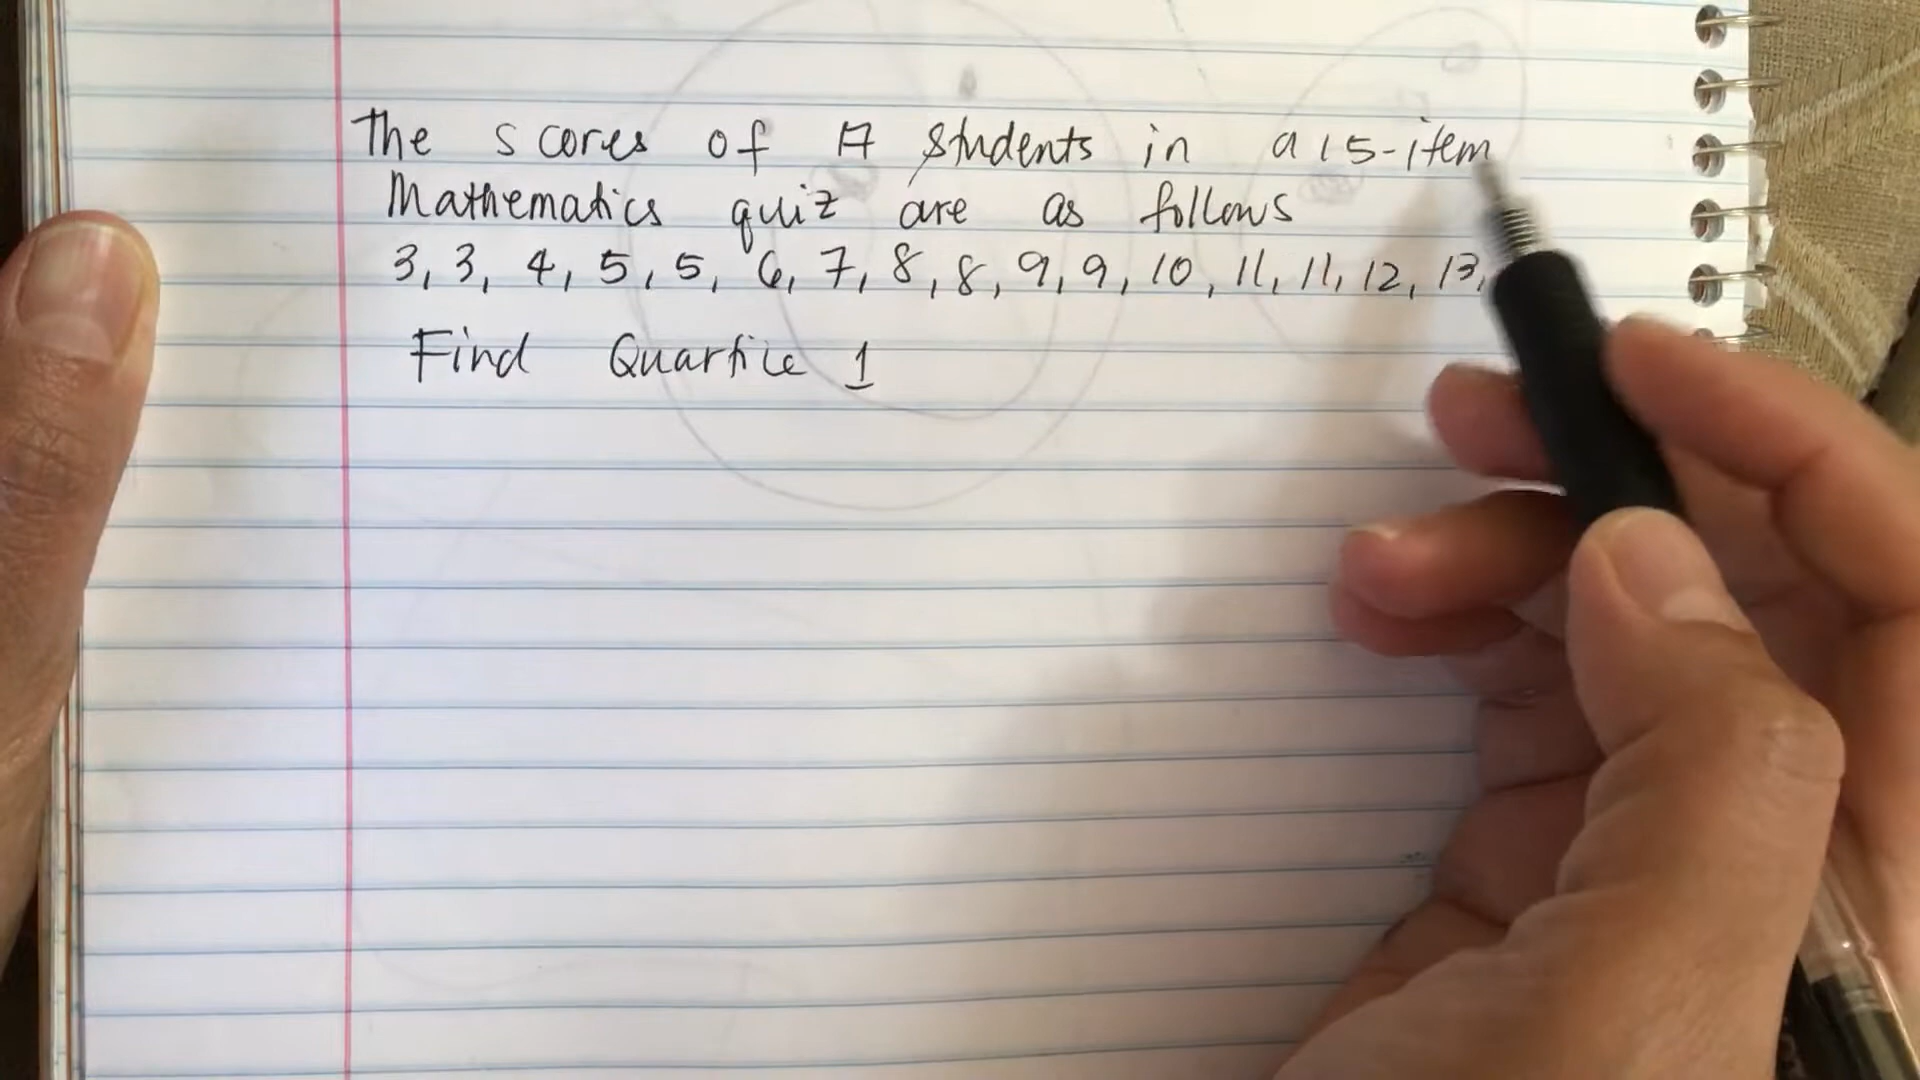 The scores of 17 students in a 15-item
Mathematics quiz are as follows
3, 3, 4, 5, 5, 6, 7, 8, 8, 9, 9, 10, 11, 11, 12, 13,
Find Quartile 1